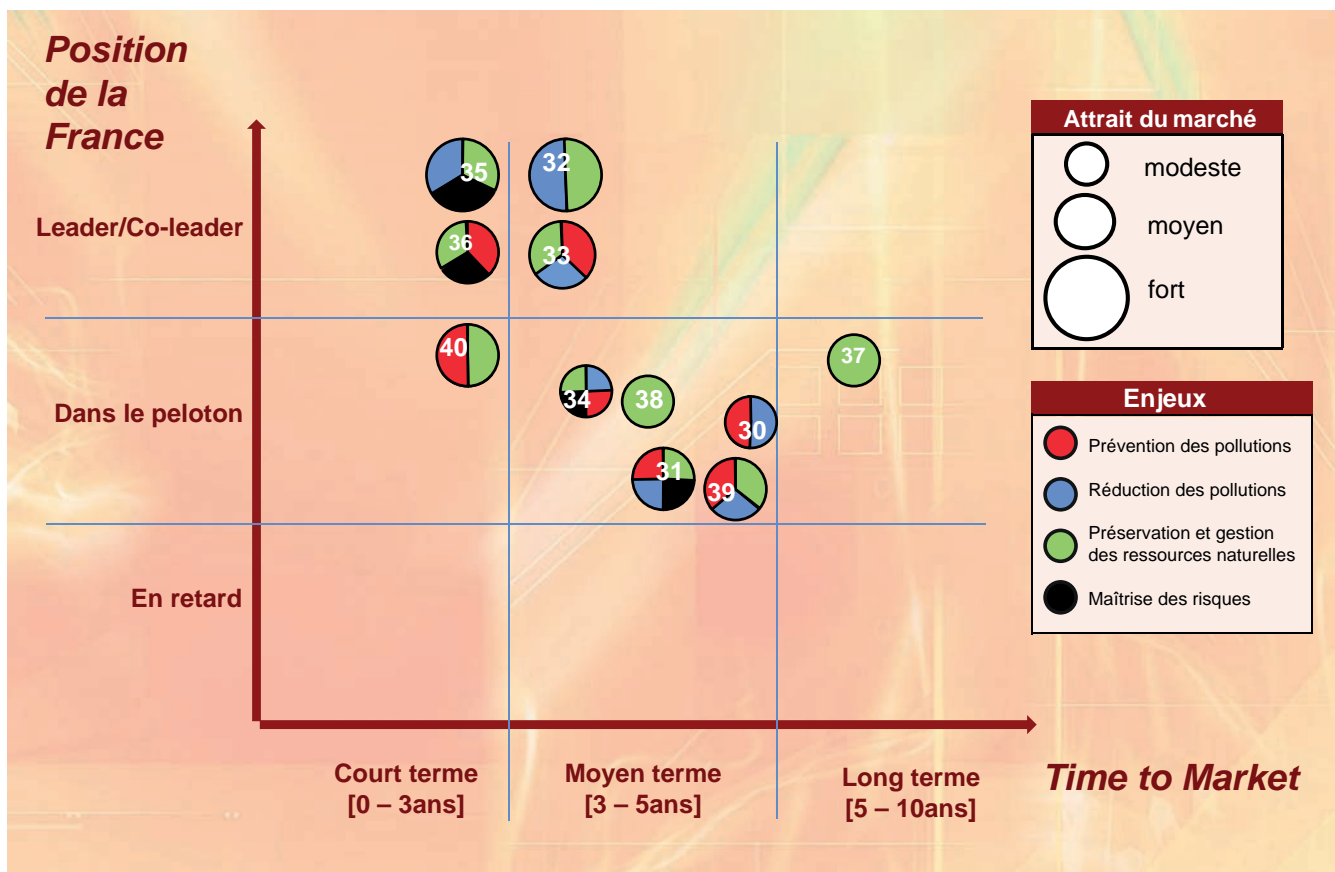 Position
de la
France
Leader/Co-leader
Dans le peloton
En retard
35
32
36
33
40
37
34
38
30
31
39
Court terme
[0 – 3ans]
Moyen terme
[3 – 5ans]
Long terme
[5 – 10ans]
Time to Market
Attrait du marché
modeste
moyen
fort
Enjeux
Prévention des pollutions
Réduction des pollutions
Préservation et gestion
des ressources naturelles
Maîtrise des risques